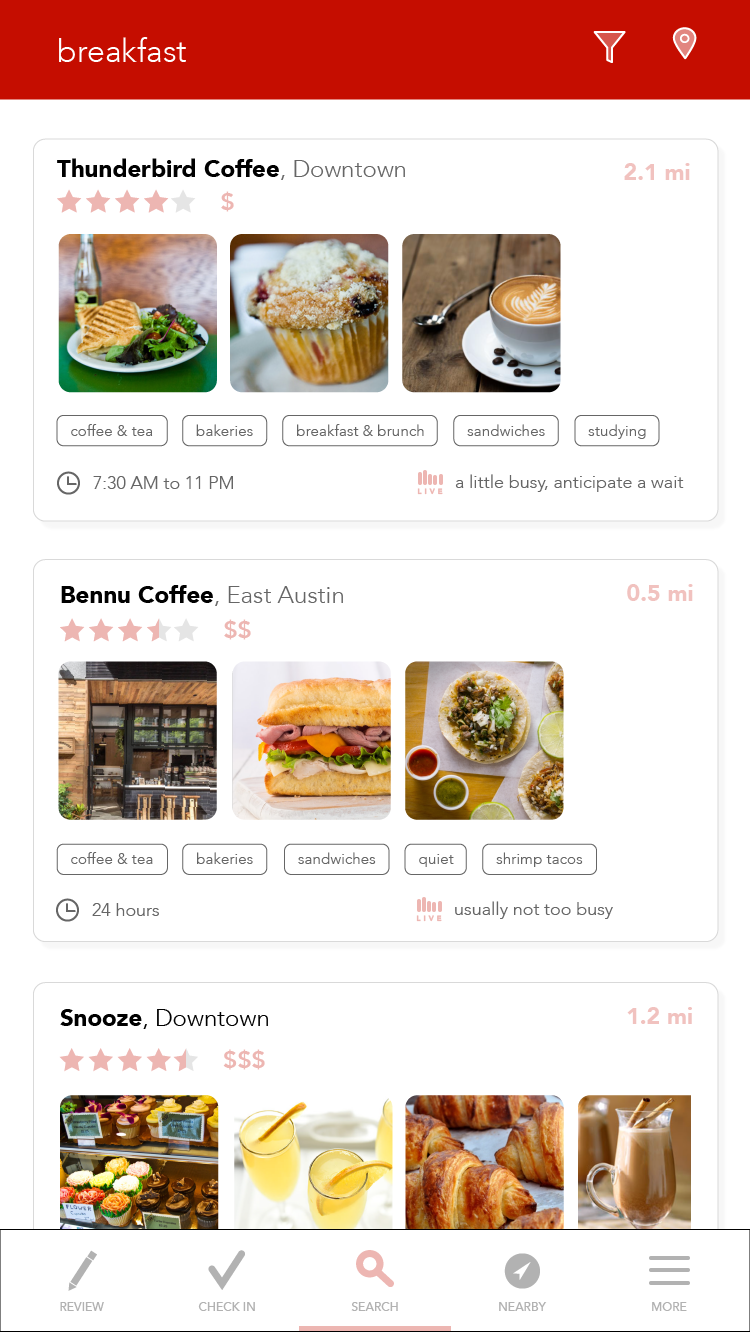 breakfast
Thunderbird Coffee, Downtown
2.1 mi
$
coffee & tea
bakeries
breakfast & brunch
sandwiches
studying
7:30 AM to 11 PM
LIVE
a little busy, anticipate a wait
Bennu Coffee, East Austin
0.5 mi
$$
coffee & tea
bakeries
sandwiches
quiet
shrimp tacos
24 hours
LIVE
usually not too busy
Snooze, Downtown
1.2 mi
$$$
FLOWER
REVIEW
CHECK IN
SEARCH
NEARBY
MORE